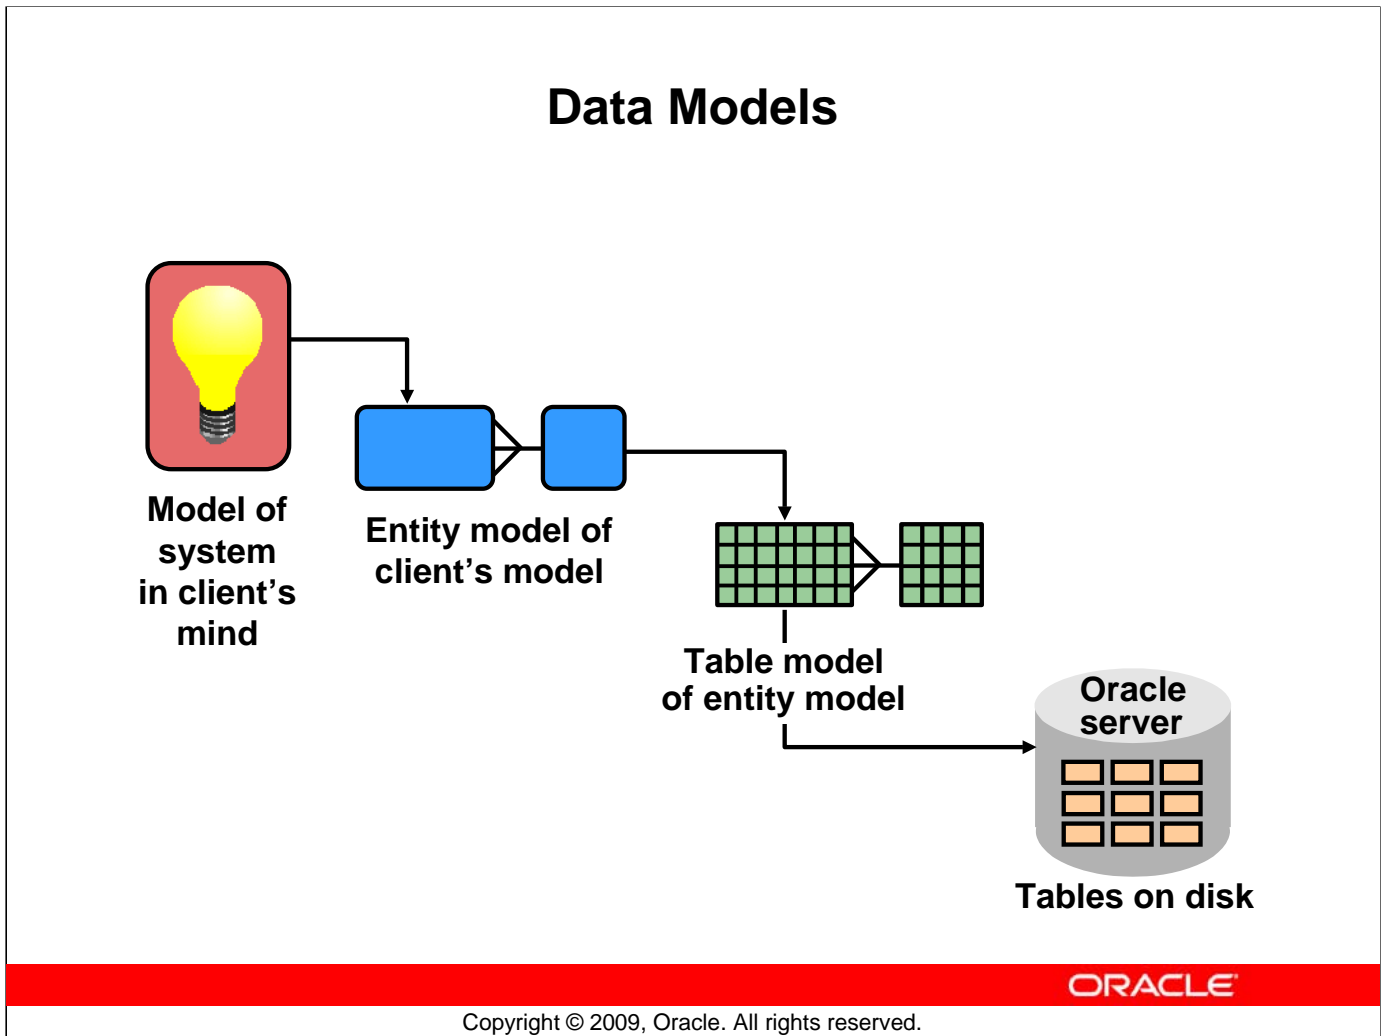 Data Models
Model of
system
in client's
mind
Entity model of
client's model
Table model
of entity model
Oracle
server
Tables on disk
ORACLE
Copyright © 2009, Oracle. All rights reserved.